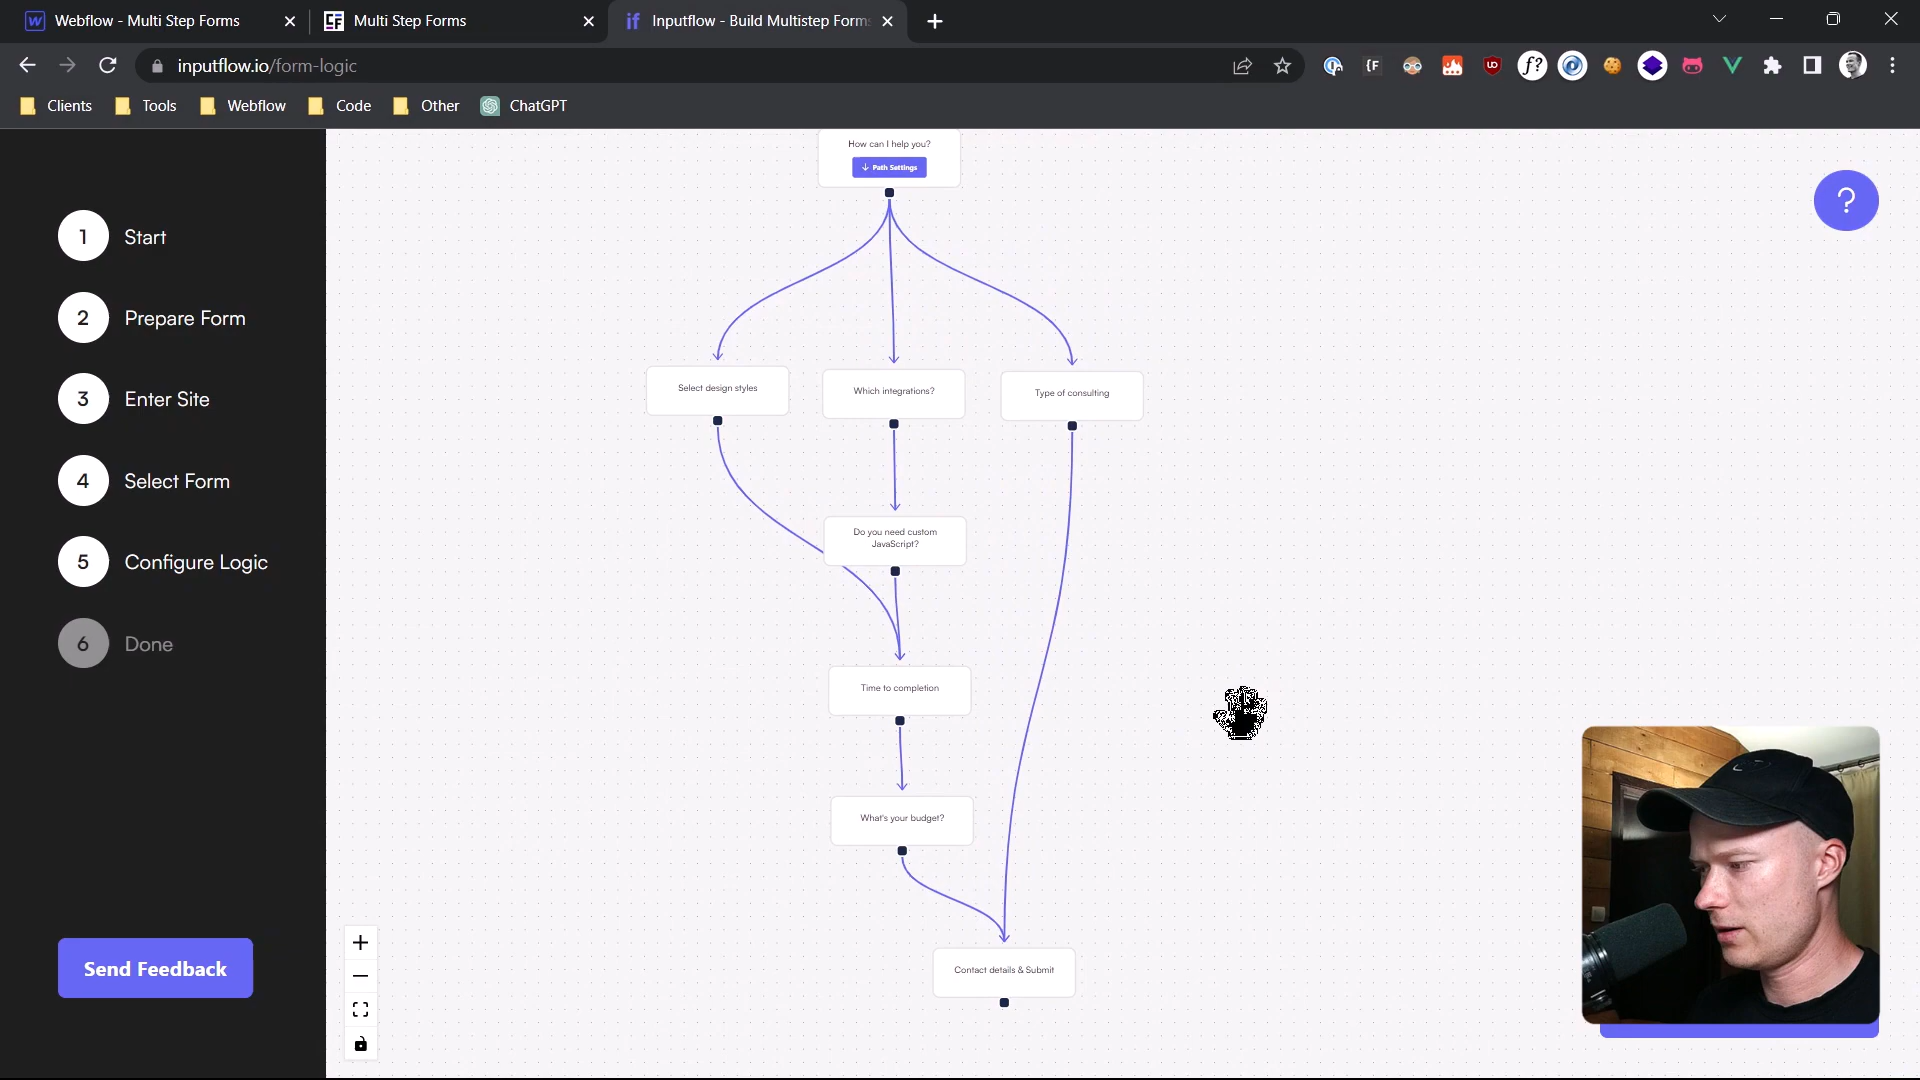 Webflow - Multi Step Forms
Multi Step Forms
Inputflow - Build Multistep Form
inputflow.io/form-logic
Clients
Tools
Webflow
Code
Other
ChatGPT
1 Start
2 Prepare Form
3 Enter Site
4 Select Form
5 Configure Logic
6 Done
Send Feedback
How can I help you?
Path Settings
?
Select design styles
Which integrations?
Type of consulting
Do you need custom
JavaScript?
Time to completion
What's your budget?
Contact details & Submit